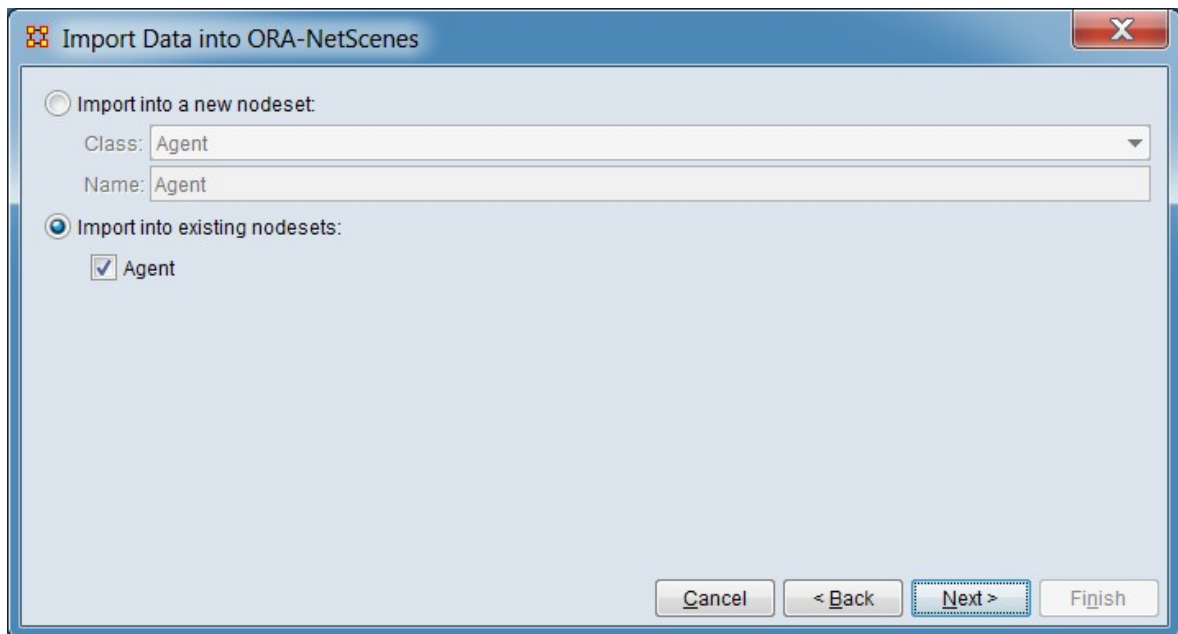 Import Data into ORA-NetScenes
X
Import into a new nodeset:
Class: Agent
Name: Agent
Import into existing nodesets:
Agent
Cancel < Back Next > Finish